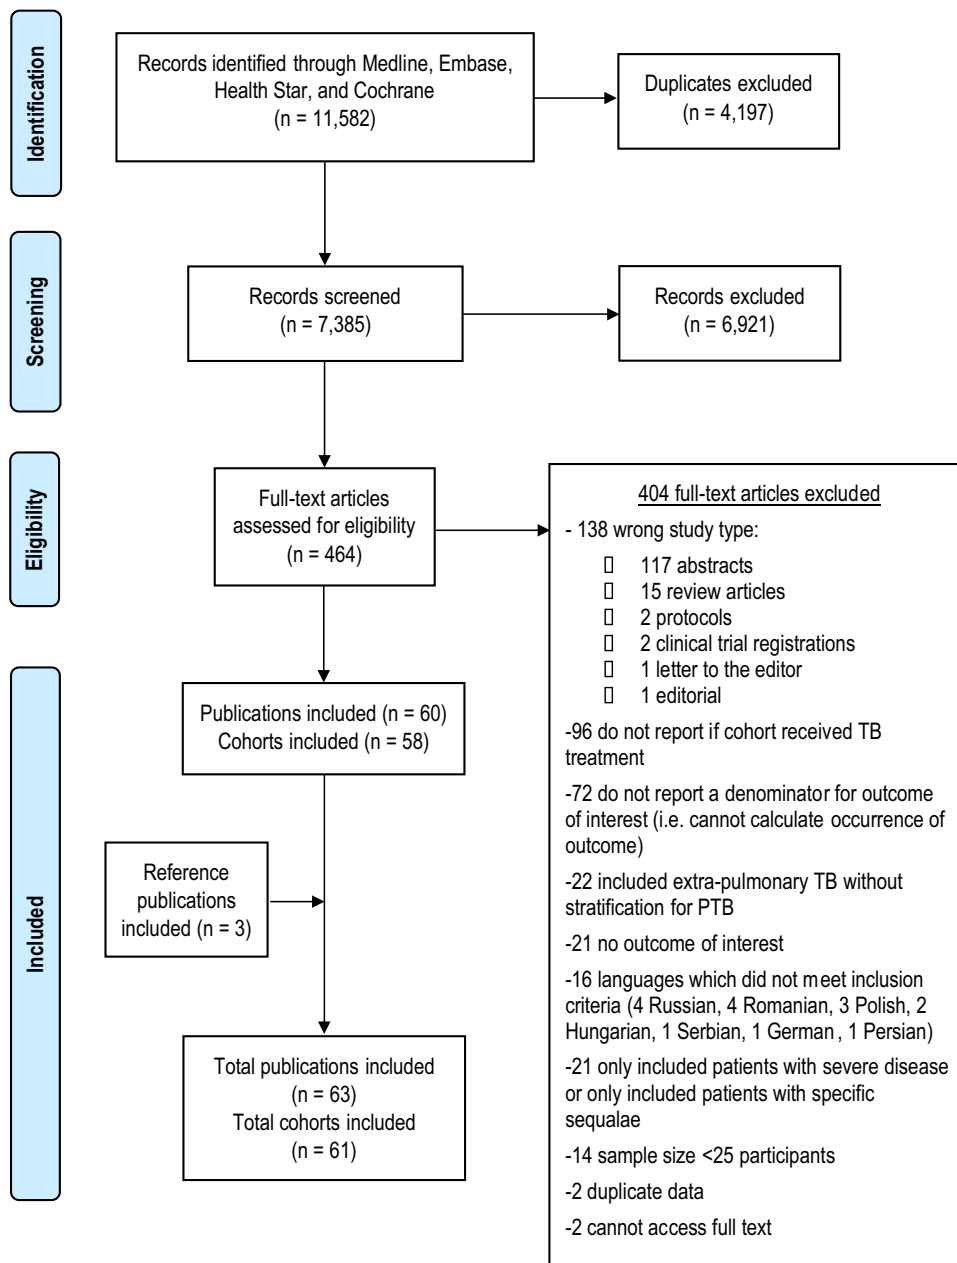 Identification
Records identified through Medline, Embase,
Health Star, and Cochrane
(n = 11,582)
Duplicates excluded
(n = 4,197)
Screening
Records screened
(n = 7,385)
Records excluded
(n = 6,921)
Eligibility
Full-text articles
assessed for eligibility
(n = 464)
404 full-text articles excluded
- 138 wrong study type:
117 abstracts
15 review articles
2 protocols
2 clinical trial registrations
1 letter to the editor
1 editorial
-96 do not report if cohort received TB
treatment
-72 do not report a denominator for outcome
of interest (i.e. cannot calculate occurrence of
outcome)
-22 included extra-pulmonary TB without
stratification for PTB
-21 no outcome of interest
-16 languages which did not meet inclusion
criteria (4 Russian, 4 Romanian, 3 Polish, 2
Hungarian, 1 Serbian, 1 German , 1 Persian)
-21 only included patients with severe disease
or only included patients with specific
sequalae
-14 sample size <25 participants
-2 duplicate data
-2 cannot access full text
Included
Publications included (n = 60)
Cohorts included (n = 58)
Reference
publications
included (n = 3)
Total publications included
(n = 63)
Total cohorts included
(n = 61)